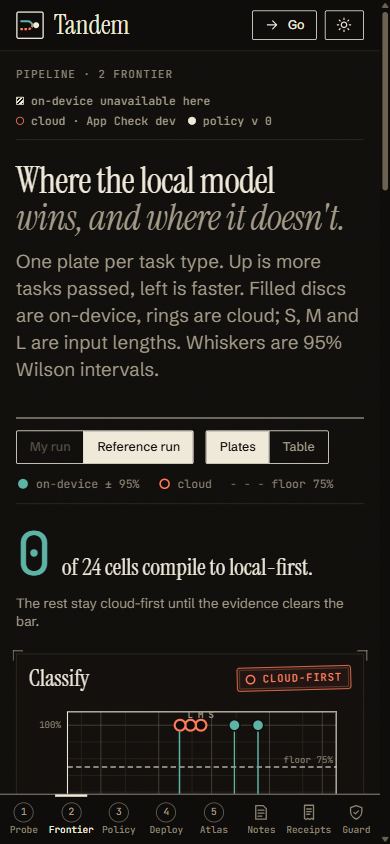 Tandem
Go
PIPELINE · 2 FRONTIER
on-device unavailable here
cloud · App Check dev policy v 0
Where the local model
wins, and where it doesn't.
One plate per task type. Up is more
tasks passed, left is faster. Filled discs
are on-device, rings are cloud; S, M and
L are input lengths. Whiskers are 95%
Wilson intervals.
My run Reference run Plates Table
on-device ± 95% cloud - - - floor 75%
0 of 24 cells compile to local-first.
The rest stay cloud-first until the evidence clears the
bar.
Classify CLOUD-FIRST
L M S
100%
floor 75%
1 2 3 4 5
Probe Frontier Policy Deploy Atlas Notes Receipts Guard